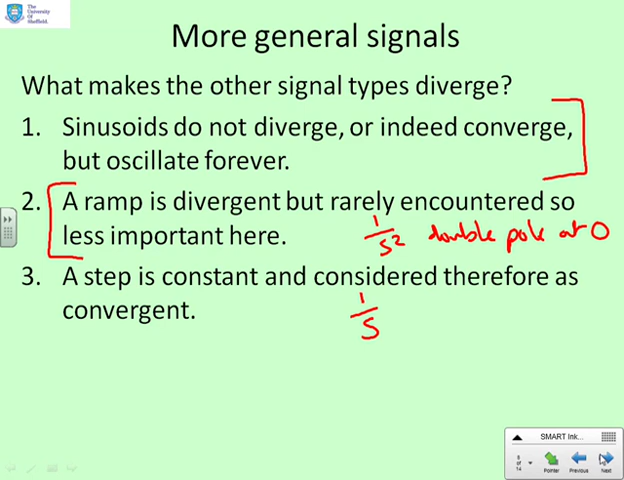 The
University
Of
Sheffield.
More general signals
What makes the other signal types diverge?
1. Sinusoids do not diverge, or indeed converge,
but oscillate forever.
2. A ramp is divergent but rarely encountered so
less important here.
1/s² double pole at 0
3. A step is constant and considered therefore as
convergent.
1/s
SMART Ink...
5
of
14
Pointer Previous Next